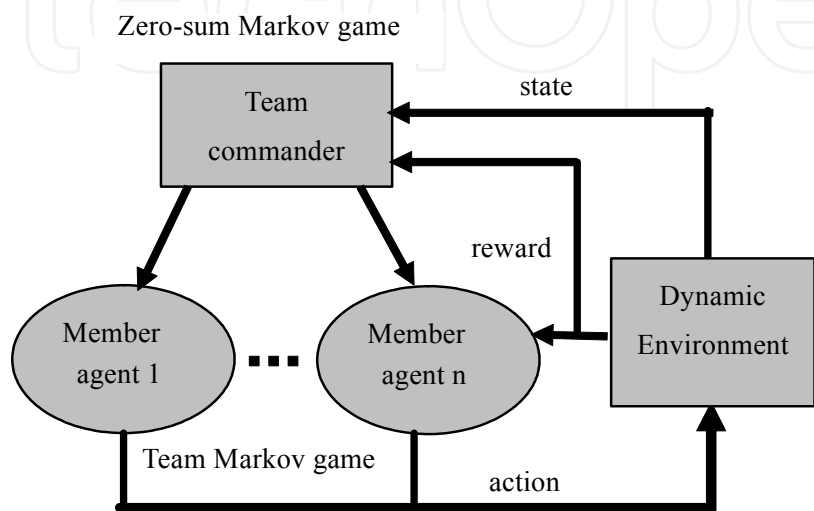 Zero-sum Markov game
Team
commander
state
reward
Dynamic
Environment
Member
agent 1
Member
agent n
Team Markov game
action